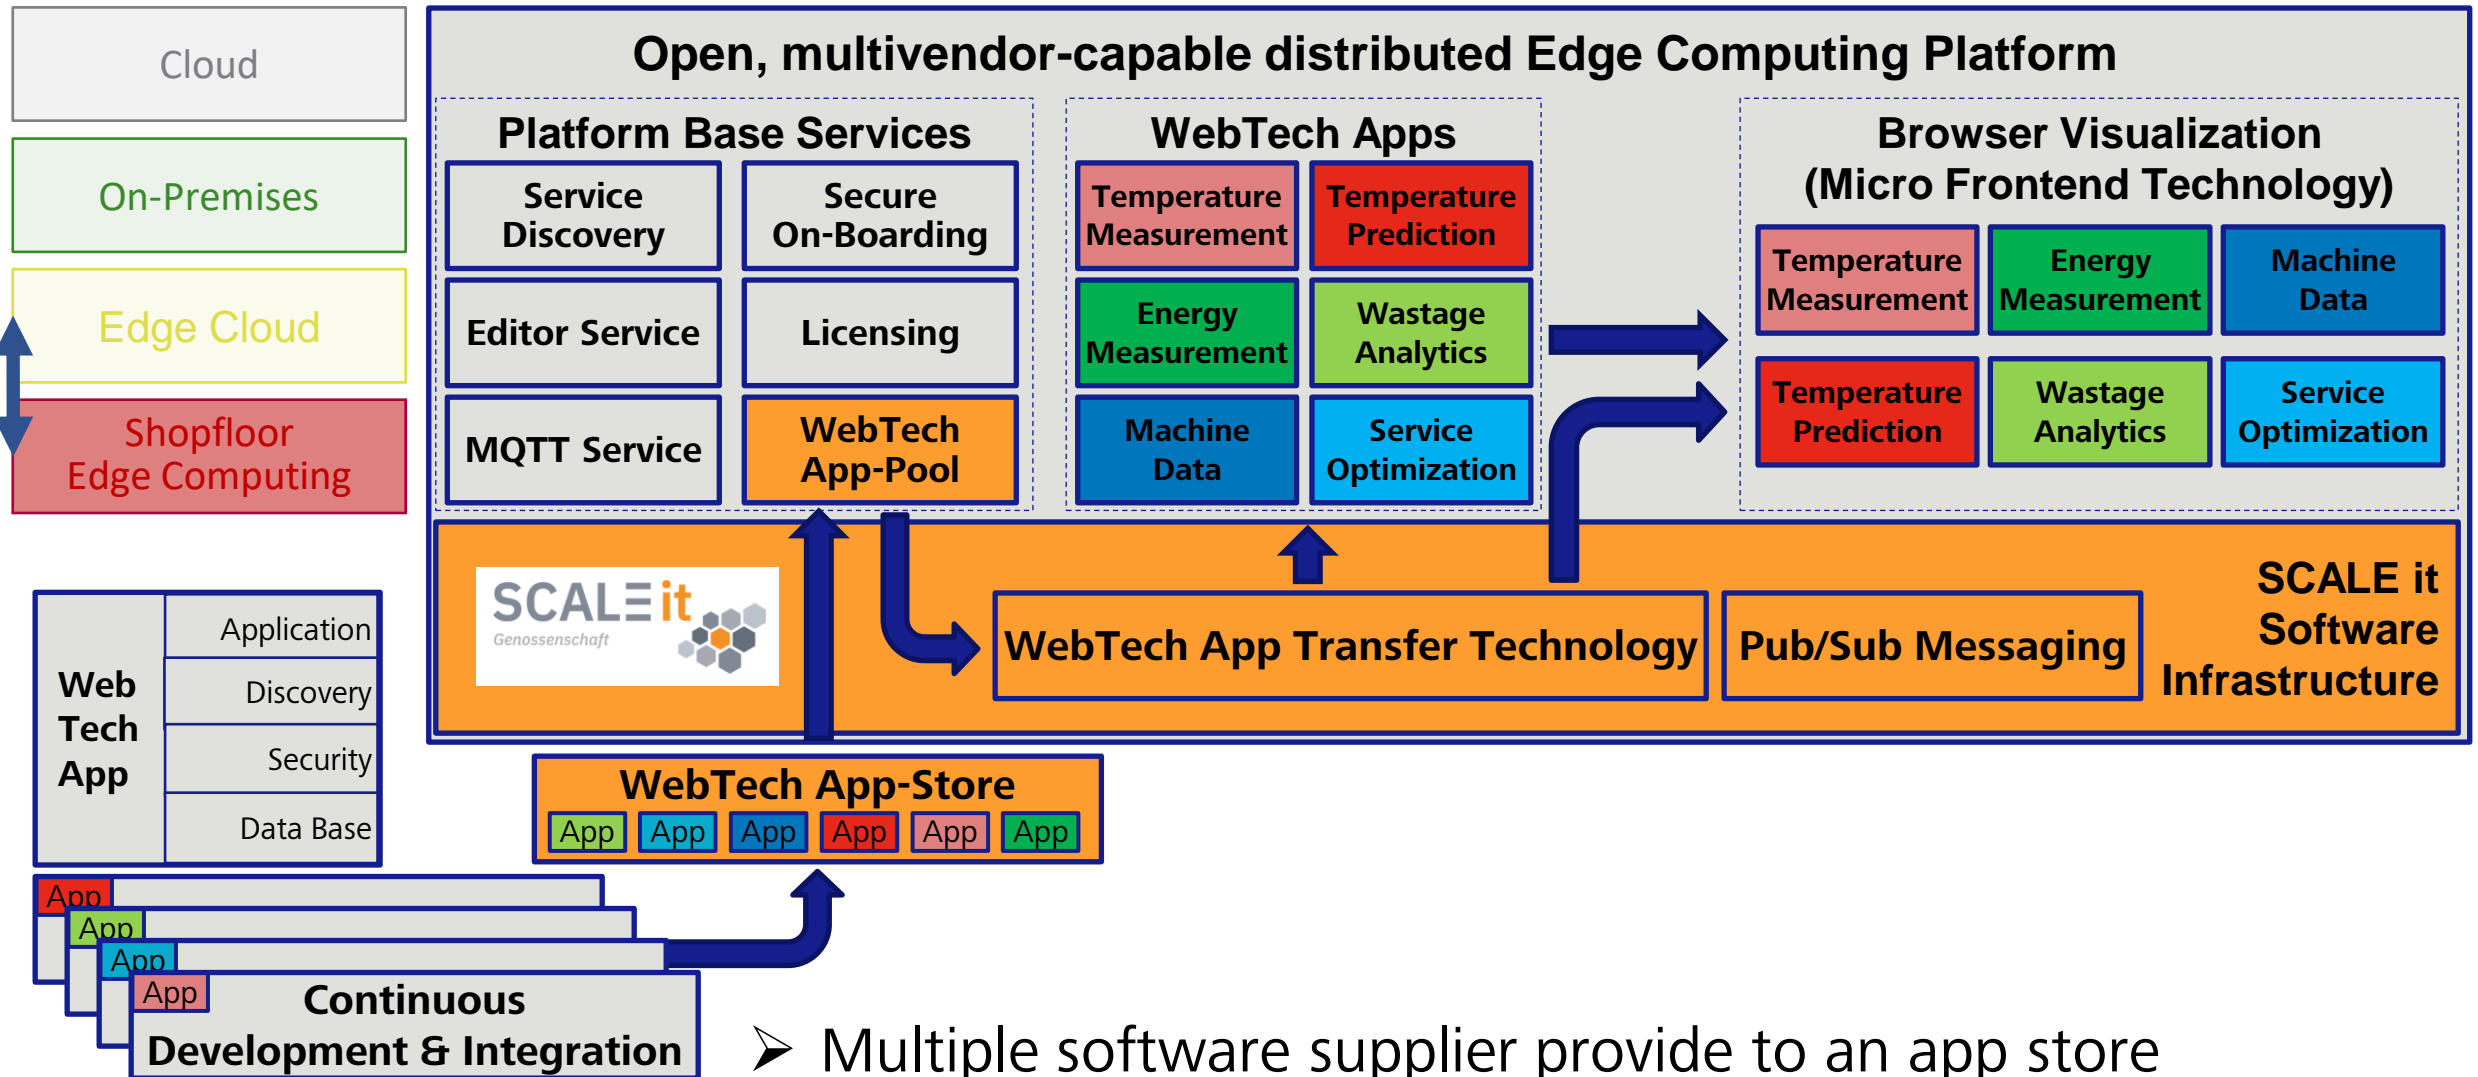 Cloud
On-Premises
Edge Cloud
Shopfloor
Edge Computing
Open, multivendor-capable distributed Edge Computing Platform
Platform Base Services
Service
Discovery
Secure
On-Boarding
Editor Service
Licensing
MQTT Service
WebTech
App-Pool
WebTech Apps
Temperature
Measurement
Temperature
Prediction
Energy
Measurement
Wastage
Analytics
Machine
Data
Service
Optimization
Browser Visualization
(Micro Frontend Technology)
Temperature
Measurement
Energy
Measurement
Machine
Data
Temperature
Prediction
Wastage
Analytics
Service
Optimization
SCALE it
Genossenschaft
WebTech App Transfer Technology
Pub/Sub Messaging
SCALE it
Software
Infrastructure
Web
Tech
App
Application
Discovery
Security
Data Base
WebTech App-Store
App App App App App App
App
App
App
App
Continuous
Development & Integration
➢ Multiple software supplier provide to an app store